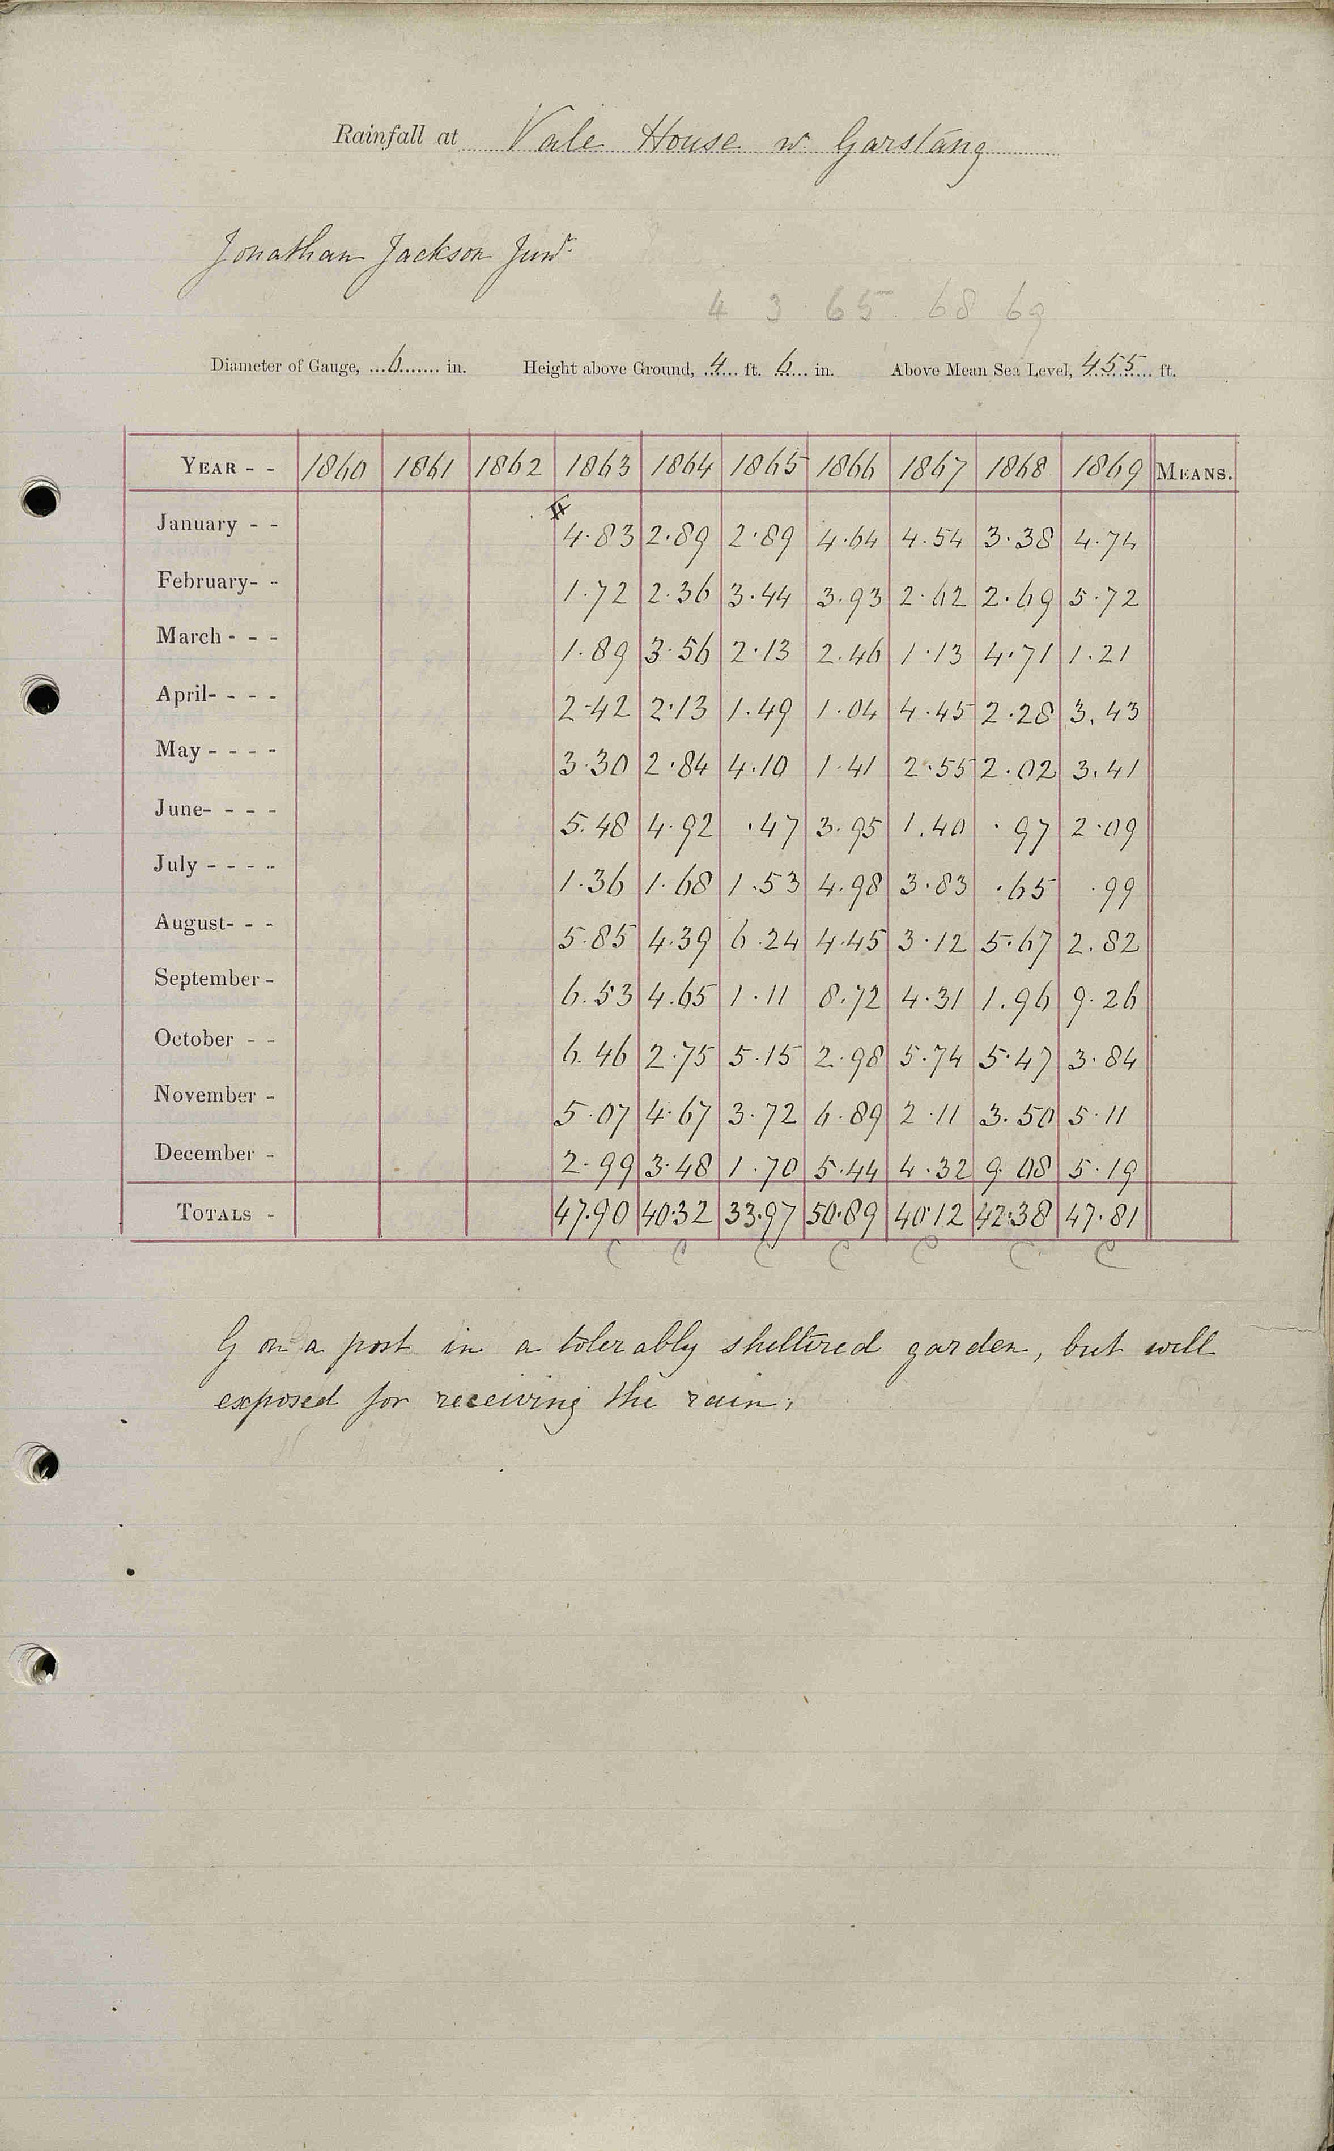 Rainfall at Vale House nr Garstang
Jonathan Jackson Junr.
4 3 65 68 69
Diameter of Gauge, 6 in. Height above Ground, 4 ft. 6 in. Above Mean Sea Level, 455 ft.
YEAR - - 1860 1861 1862 1863 1864 1865 1866 1867 1868 1869 MEANS.
January - - 4.83 2.89 2.89 4.64 4.54 3.38 4.74
February- - 1.72 2.36 3.44 3.93 2.62 2.69 5.72
March - - - 1.89 3.56 2.13 2.46 1.13 4.71 1.21
April- - - - 2.42 2.13 1.49 1.04 4.45 2.28 3.43
May - - - - 3.30 2.84 4.10 1.41 2.55 2.02 3.41
June- - - - 5.48 4.92 .47 3.95 1.40 .97 2.09
July - - - - 1.36 1.68 1.53 4.98 3.83 .65 .99
August- - - 5.85 4.39 6.24 4.45 3.12 5.67 2.82
September - 6.53 4.65 1.11 8.72 4.31 1.96 9.26
October - - 6.46 2.75 5.15 2.98 5.74 5.47 3.84
November - 5.07 4.67 3.72 6.89 2.11 3.50 5.11
December - 2.99 3.48 1.70 5.44 4.32 9.08 5.19
TOTALS - 47.90 40.32 33.97 50.89 40.12 42.38 47.81
C C C C C C C
G on a post in a tolerably sheltered garden, but well
exposed for receiving the rain.